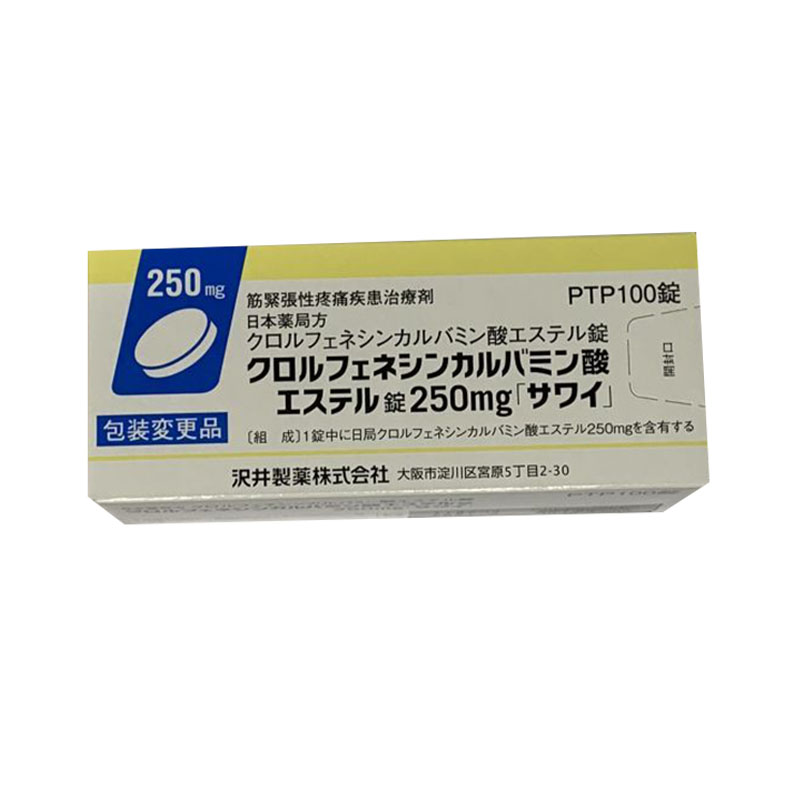 250mg
筋緊張性疼痛疾患治療剤
PTP100錠
日本薬局方
クロルフェネシンカルバミン酸エステル錠
クロルフェネシンカルバミン酸
エステル錠250mg「サワイ」
開封口
包装変更品
〔組 成〕1錠中に日局クロルフェネシンカルバミン酸エステル250mgを含有する
沢井製薬株式会社 大阪市淀川区宮原5丁目2-30
PTP100錠